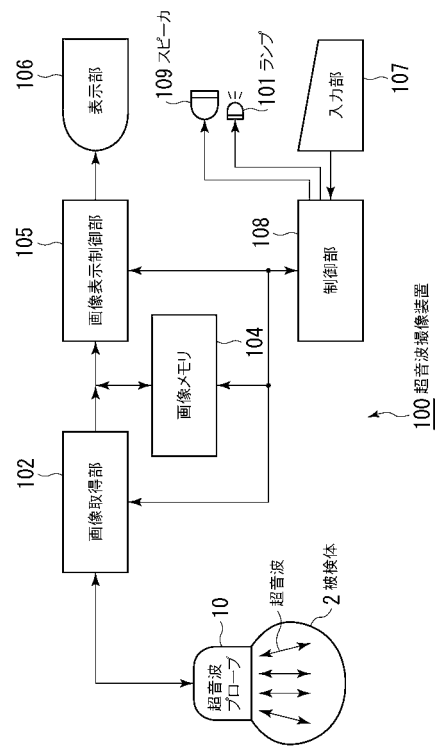 106
表示部
109 スピーカ
101 ランプ
入力部
107
105
画像表示制御部
108
制御部
画像メモリ
104
102
画像取得部
100 超音波撮像装置
10
超音波
プローブ
超音波
2 被検体